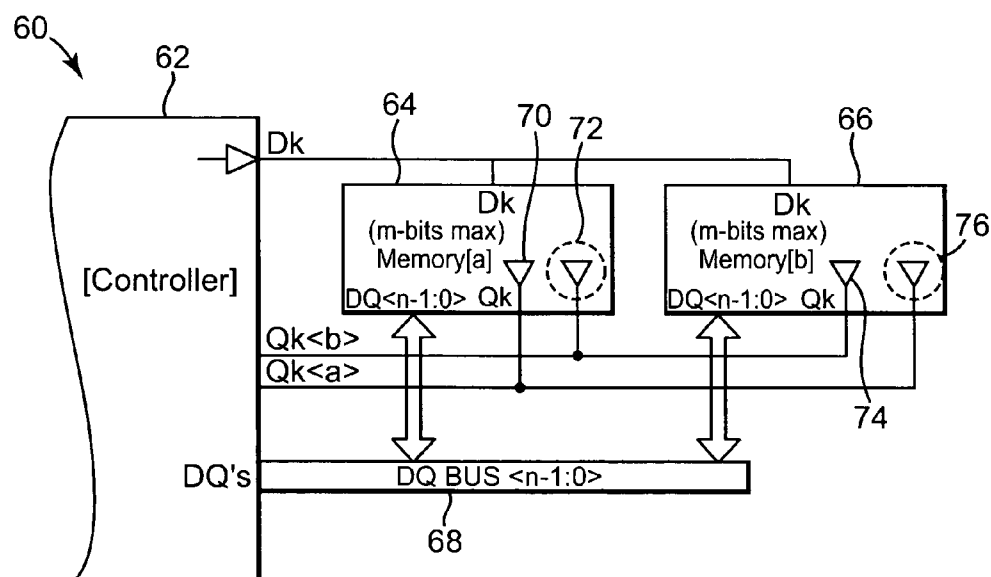 60
62
Dk
64
70
72
66
Dk
(m-bits max)
Memory[a]
DQ<n-1:0> Qk
Dk
(m-bits max)
Memory[b]
DQ<n-1:0> Qk
76
[Controller]
Qk<b>
Qk<a>
74
DQ's
DQ BUS <n-1:0>
68